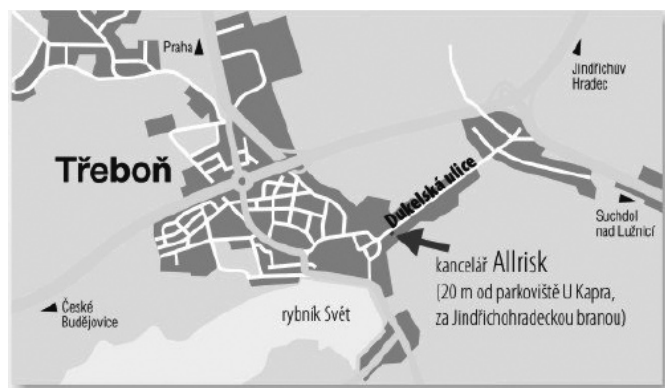 Praha
Jindřichův
Hradec
Třeboň
Dukelská ulice
Suchdol
nad Lužnicí
kancelář Allrisk
(20 m od parkoviště U Kapra,
za Jindřichohradeckou branou)
rybník Svět
České
Budějovice